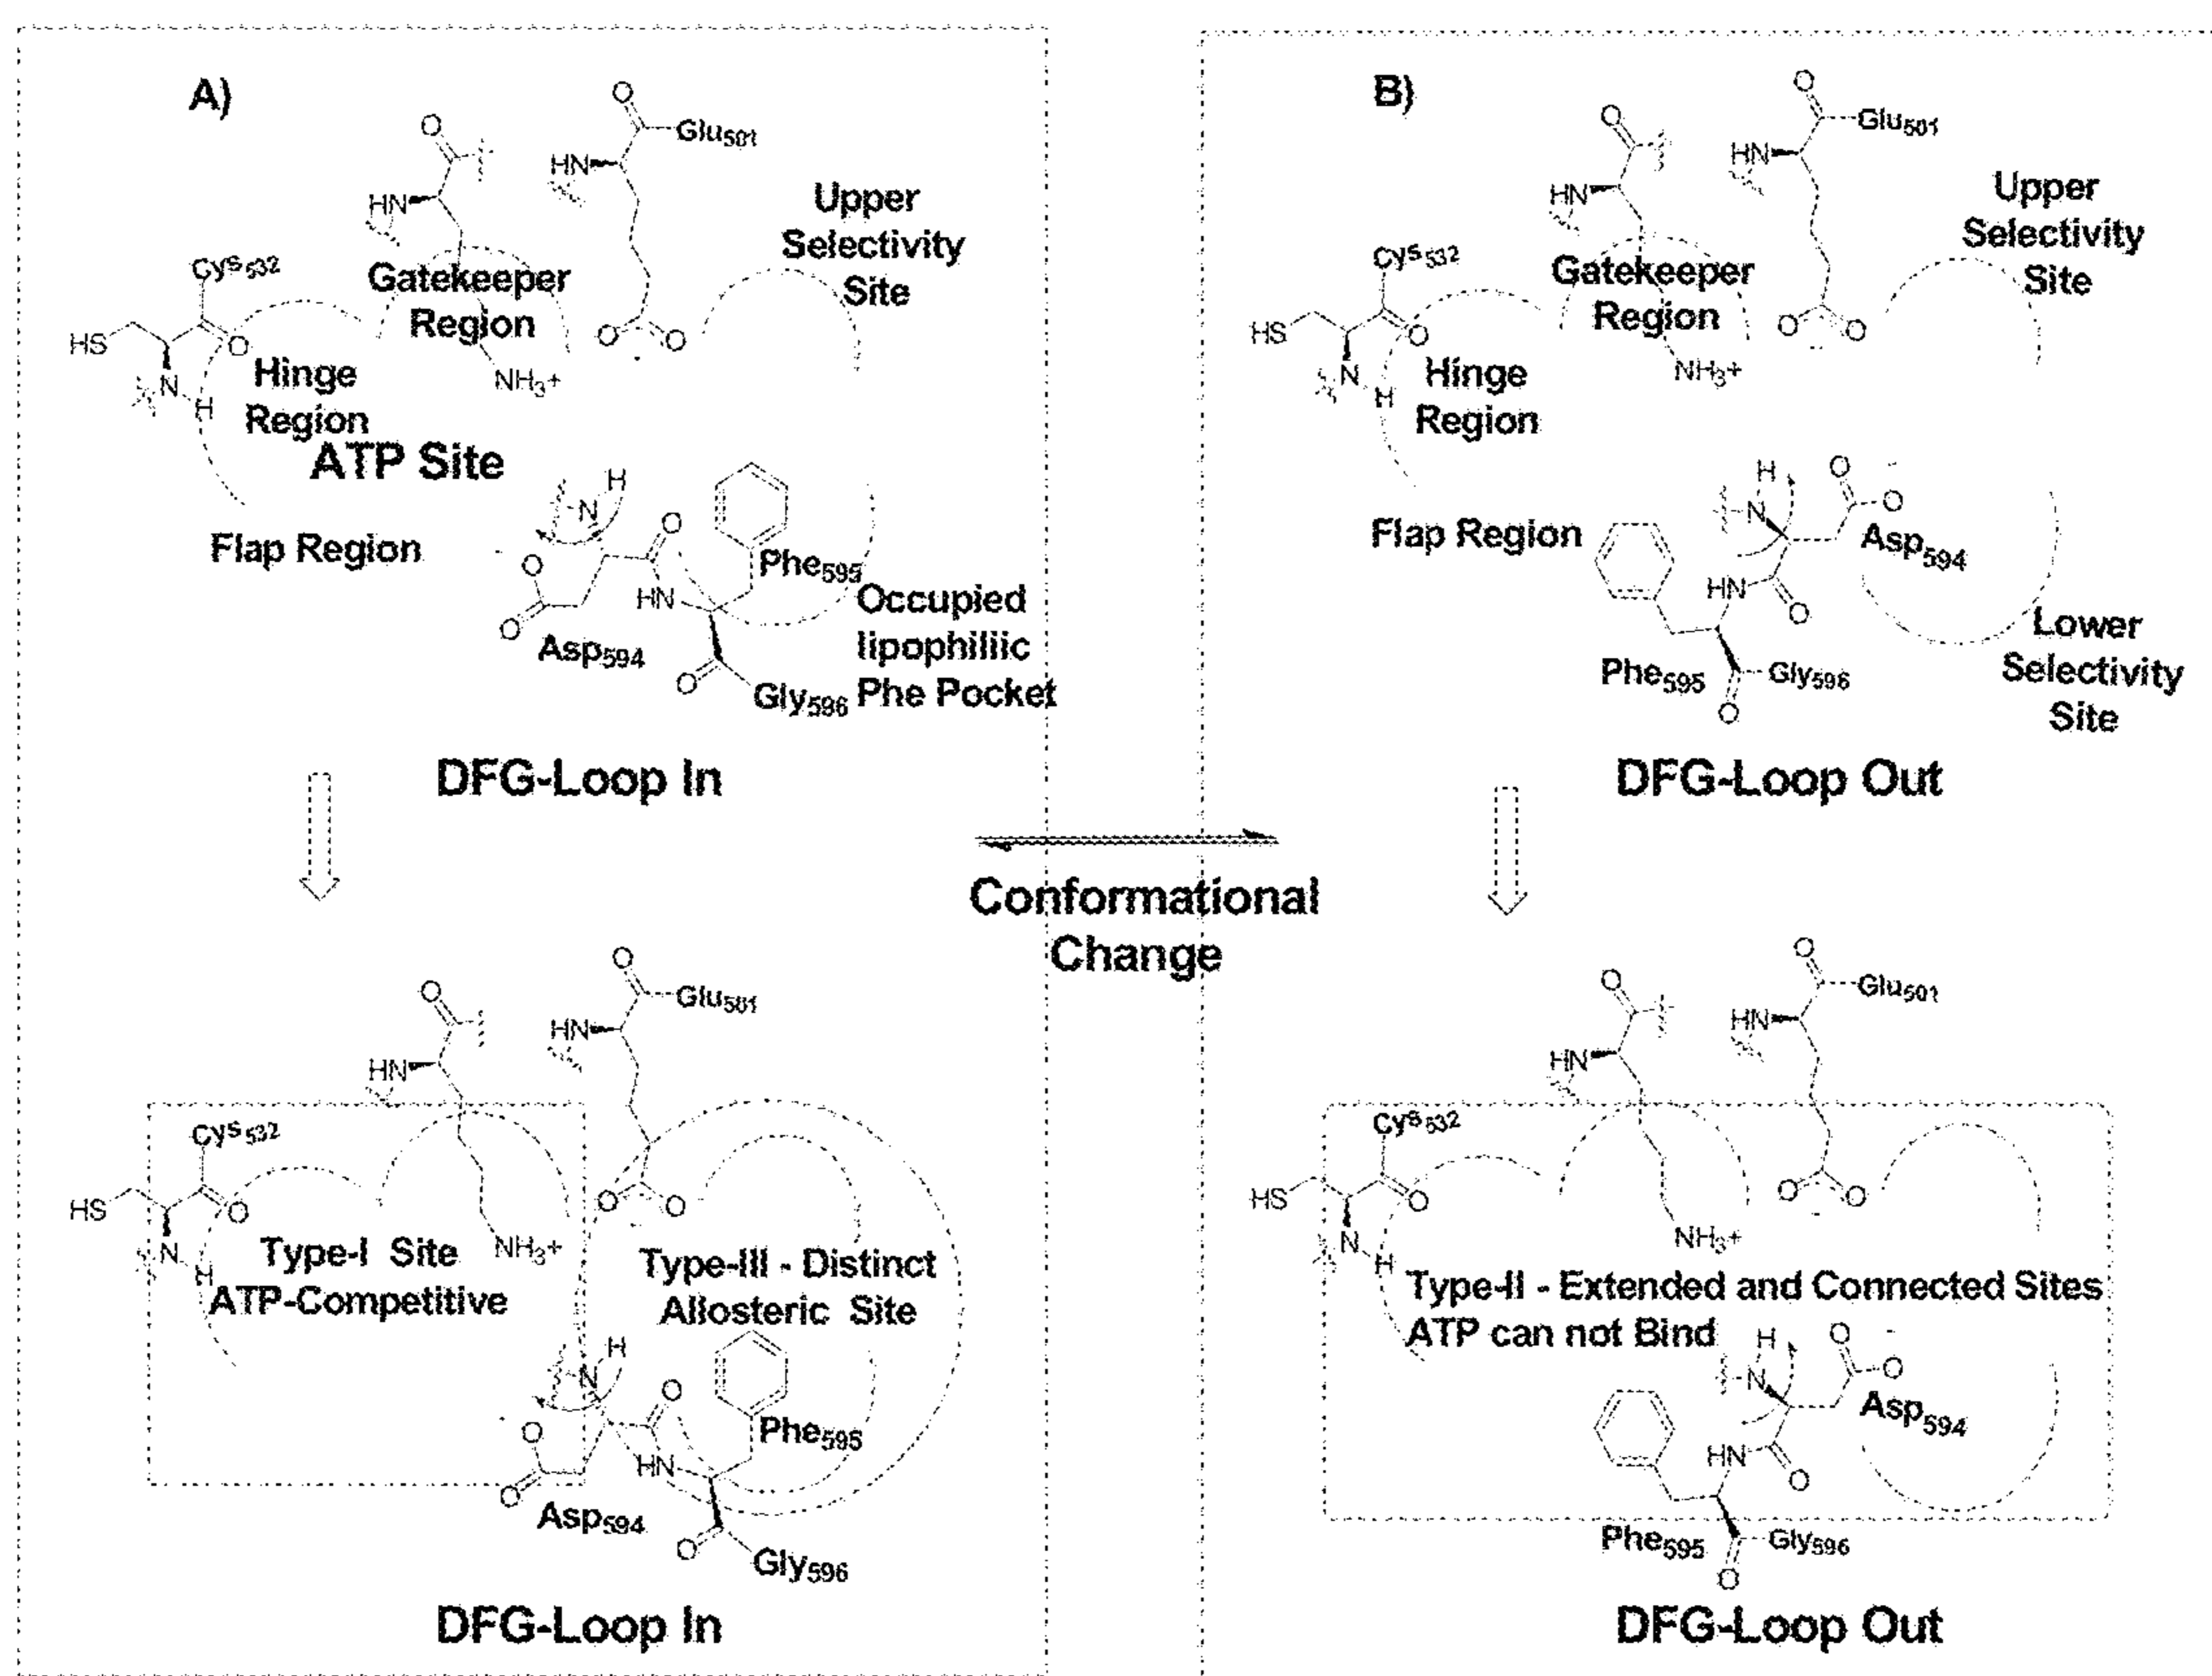 A)
O
Glu501
O
HN
HN
Upper
Selectivity
Site
Cys532
Gatekeeper
Region
HS
O
O
O
N
H
Hinge
Region
NH3+
ATP Site
H
N
Flap Region
-
O
O
Phe595
HN
O
Asp594
Occupied
lipophiliic
Phe Pocket
O
Gly596
DFG-Loop In
B)
O
Glu501
O
HN
HN
Upper
Selectivity
Site
Cys532
Gatekeeper
Region
HS
O
O
O
N
H
Hinge
Region
NH3+
H
O
-
N
O
Flap Region
Asp594
HN
O
Lower
Selectivity
Site
Phe595
Gly596
O
DFG-Loop Out
Conformational
Change
O
Glu501
O
HN
HN
Cys532
HS
O
O
O
N
H
Type-I Site
ATP-Competitive
NH3+
Type-III - Distinct
Allosteric Site
H
N
-
O
O
Phe595
HN
O
Asp594
O
Gly596
DFG-Loop In
O
Glu501
O
HN
HN
Cys532
HS
O
O
O
N
H
NH3+
Type-II - Extended and Connected Sites
ATP can not Bind
H
O
-
N
O
Asp594
HN
O
Phe595
Gly596
O
DFG-Loop Out